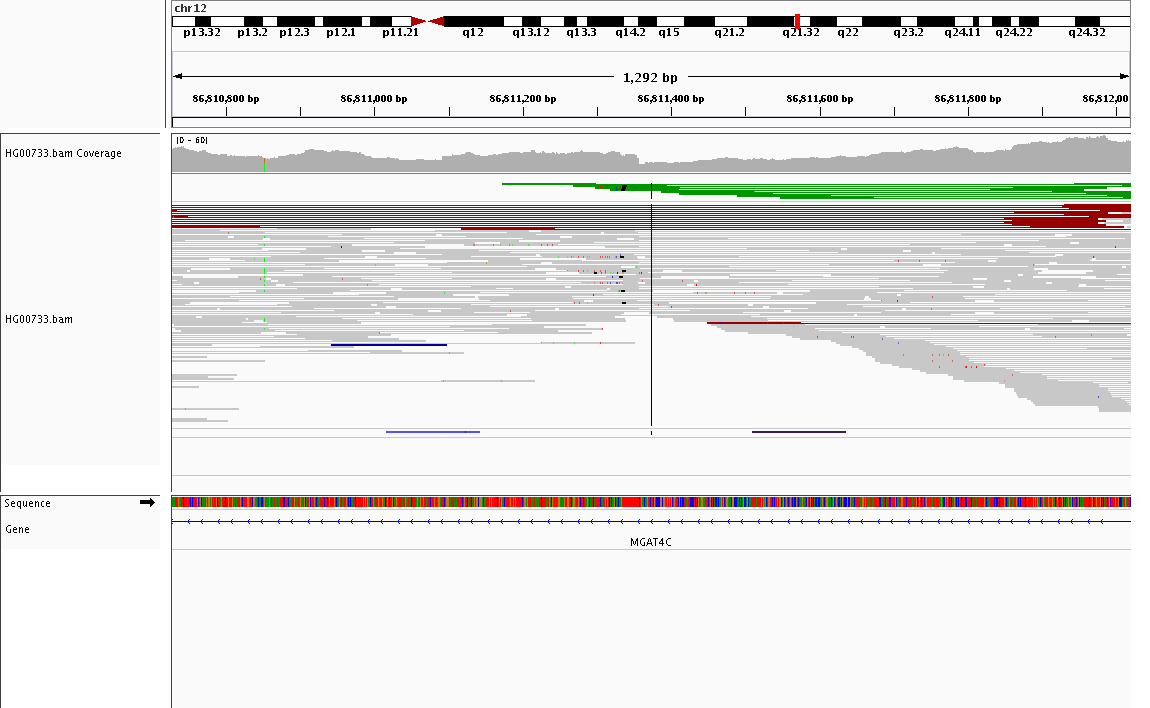 chr12
p13.32 p13.2 p12.3 p12.1 p11.21 q12 q13.12 q13.3 q14.2 q15 q21.2 q21.32 q22 q23.2 q24.11 q24.22 q24.32
1,292 bp
86,810,800 bp 86,811,000 bp 86,811,200 bp 86,811,400 bp 86,811,600 bp 86,811,800 bp 86,812,00
[0 - 60]
HG00733.bam Coverage
HG00733.bam
Sequence
Gene
MGAT4C